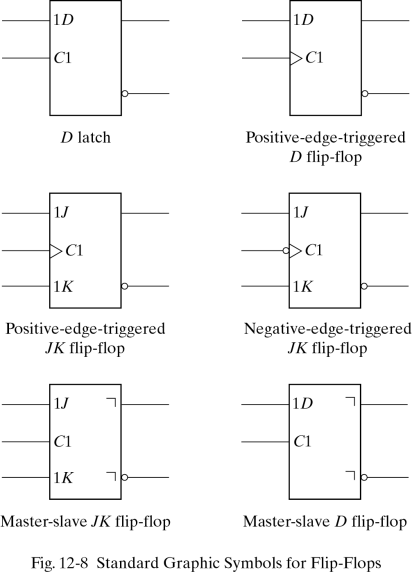 1D
C1
D latch
1D
C1
Positive-edge-triggered
D flip-flop
1J
C1
1K
Positive-edge-triggered
JK flip-flop
1J
C1
1K
Negative-edge-triggered
JK flip-flop
1J
C1
1K
Master-slave JK flip-flop
1D
C1
Master-slave D flip-flop
Fig. 12-8 Standard Graphic Symbols for Flip-Flops